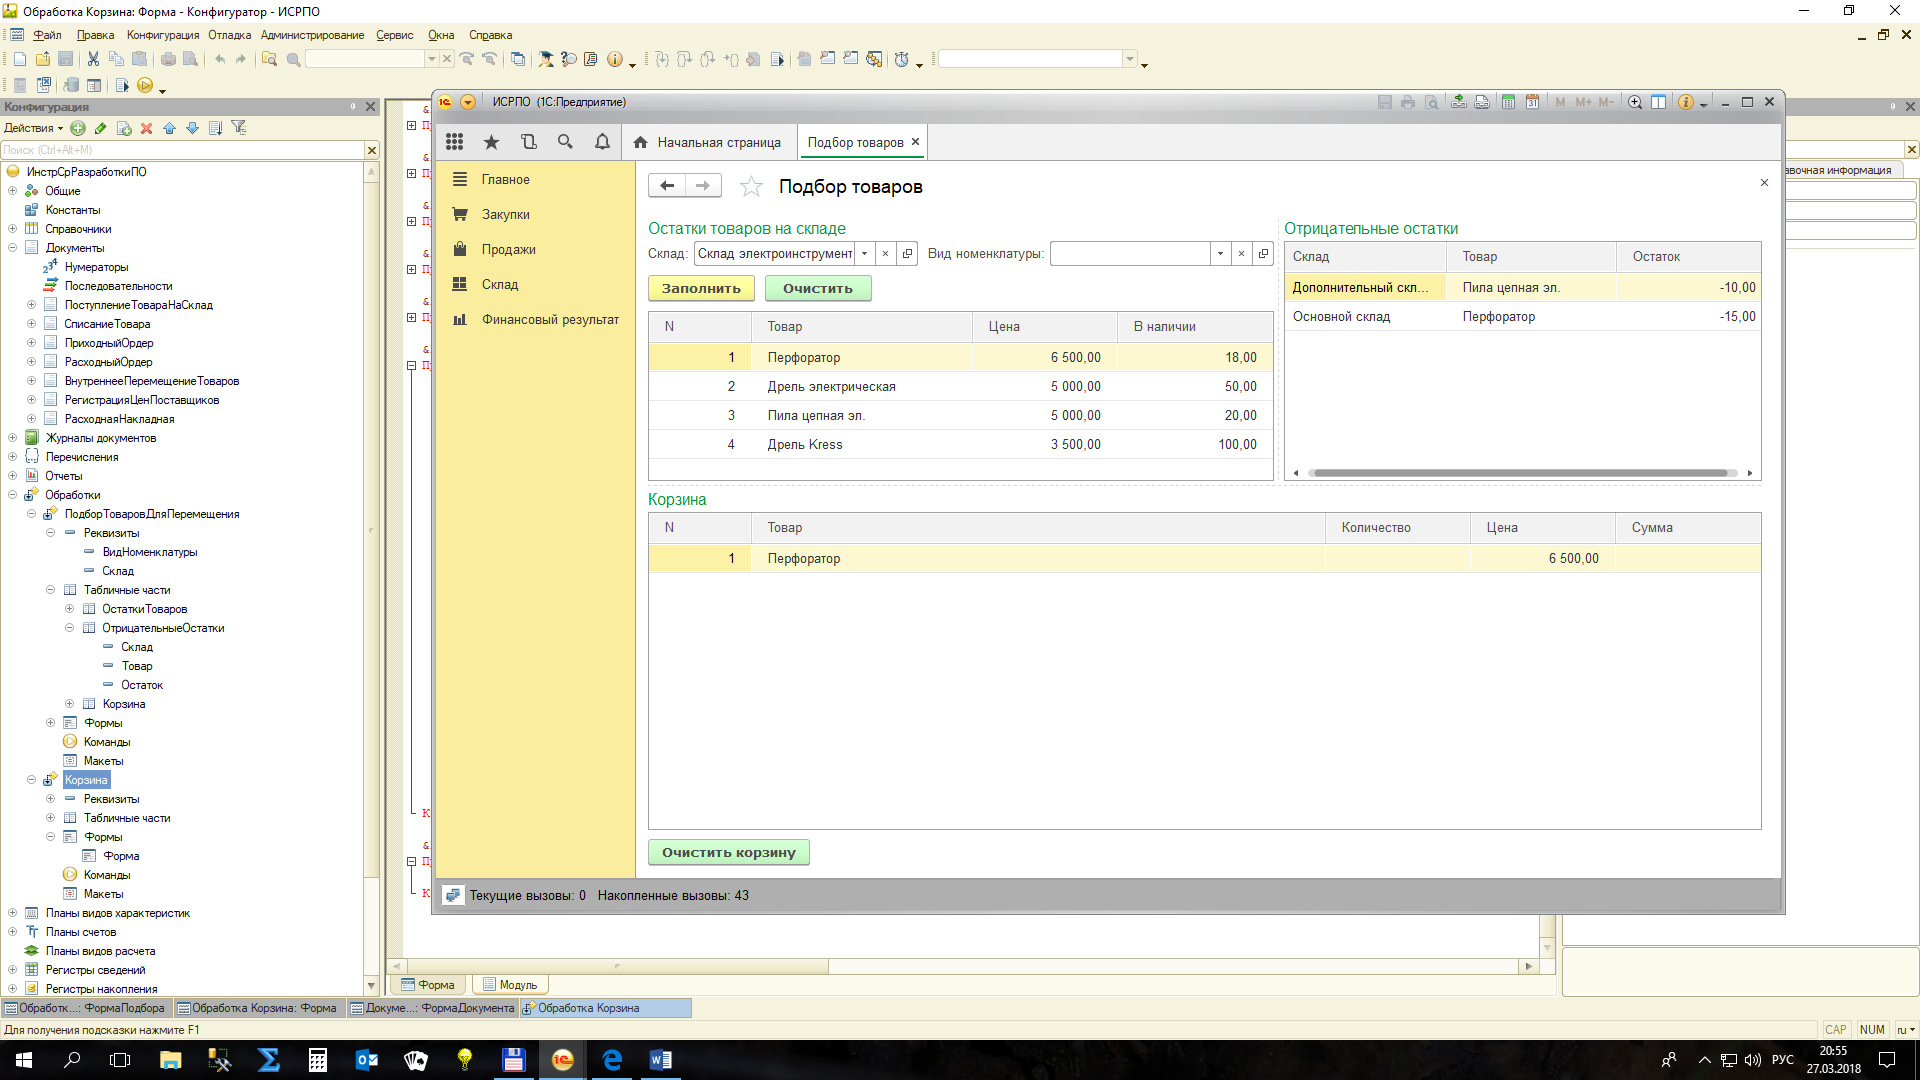 Обработка Корзина: Форма - Конфигуратор - ИСРПО
Файл Правка Конфигурация Отладка Администрирование Сервис Окна Справка
Конфигурация
Действия
Поиск (Ctrl+Alt+M)
ИнстрСрРазработкиПО
Общие
Константы
Справочники
Документы
Нумераторы
Последовательности
ПоступлениеТовараНаСклад
СписаниеТовара
ПриходныйОрдер
РасходныйОрдер
ВнутреннееПеремещениеТоваров
РегистрацияЦенПоставщиков
РасходнаяНакладная
Журналы документов
Перечисления
Отчеты
Обработки
ПодборТоваровДляПеремещения
Реквизиты
ВидНоменклатуры
Склад
Табличные части
ОстаткиТоваров
ОтрицательныеОстатки
Склад
Товар
Остаток
Корзина
Формы
Команды
Макеты
Корзина
Реквизиты
Табличные части
Формы
Форма
Команды
Макеты
Планы видов характеристик
Планы счетов
Планы видов расчета
Регистры сведений
Регистры накопления
ИСРПО (1С:Предприятие)
M M+ M-
Начальная страница
Подбор товаров
Главное
Закупки
Продажи
Склад
Финансовый результат
Подбор товаров
Остатки товаров на складе
Склад: Склад электроинструмент Вид номенклатуры:
Заполнить Очистить
N Товар Цена В наличии
1 Перфоратор 6 500,00 18,00
2 Дрель электрическая 5 000,00 50,00
3 Пила цепная эл. 5 000,00 20,00
4 Дрель Kress 3 500,00 100,00
Отрицательные остатки
Склад Товар Остаток
Дополнительный скл... Пила цепная эл. -10,00
Основной склад Перфоратор -15,00
Корзина
N Товар Количество Цена Сумма
1 Перфоратор 6 500,00
Очистить корзину
Текущие вызовы: 0 Накопленные вызовы: 43
авочная информация
Форма Модуль
Обработк...: ФормаПодбора Обработка Корзина: Форма Докуме...: ФормаДокумента Обработка Корзина
Для получения подсказки нажмите F1
CAP NUM ru
РУС
20:55
27.03.2018